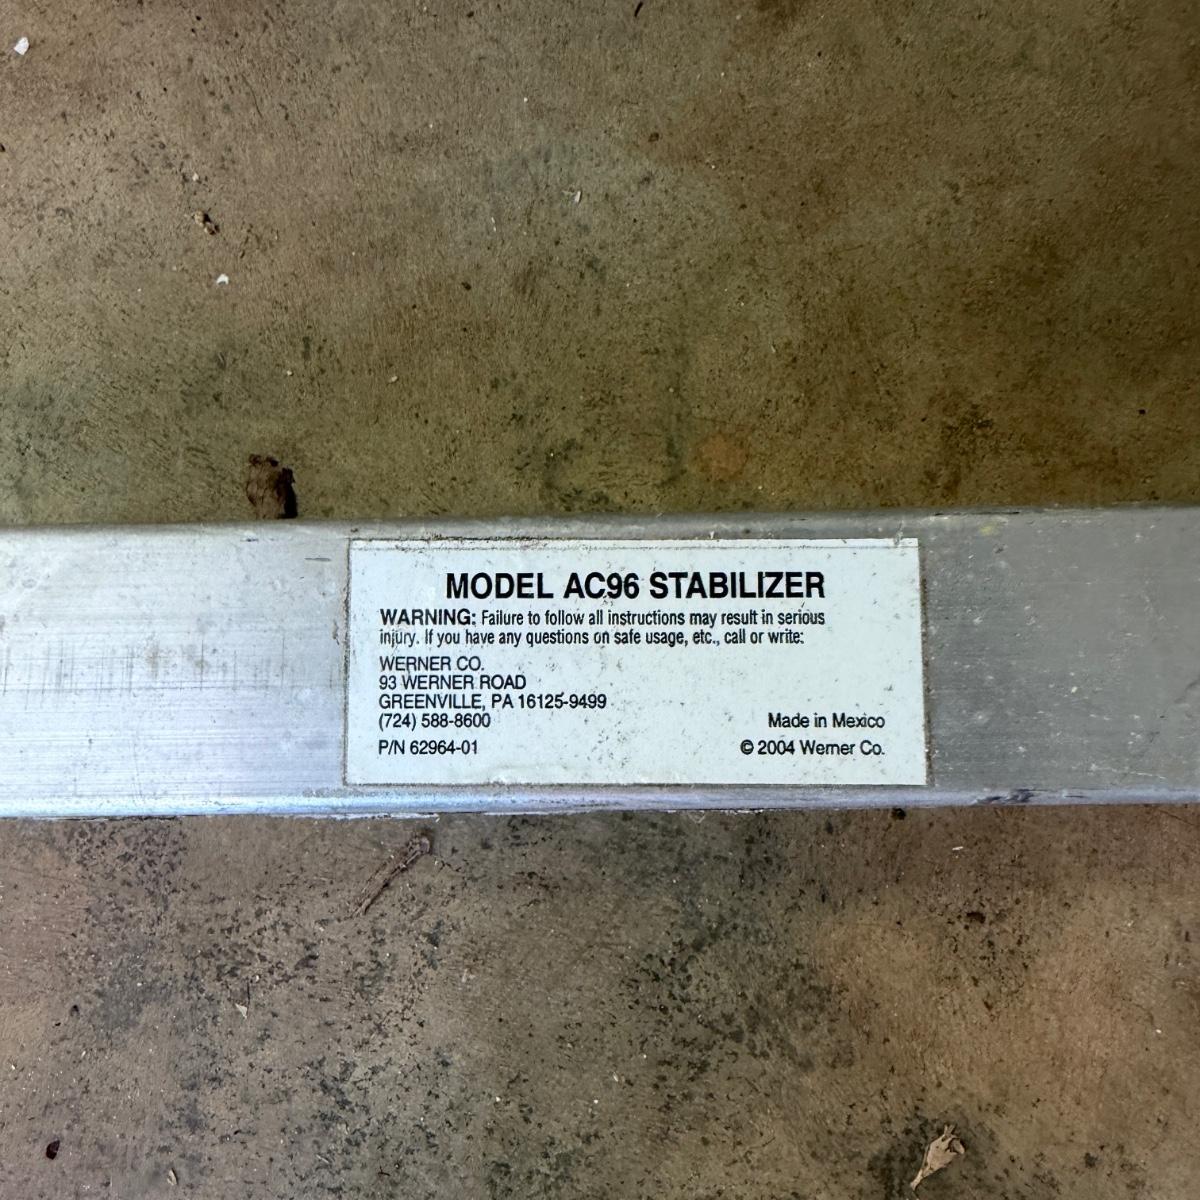 MODEL AC96 STABILIZER
WARNING: Failure to follow all instructions may result in serious
injury. If you have any questions on safe usage, etc., call or write:
WERNER CO.
93 WERNER ROAD
GREENVILLE, PA 16125-9499
(724) 588-8600
Made in Mexico
P/N 62964-01
© 2004 Werner Co.